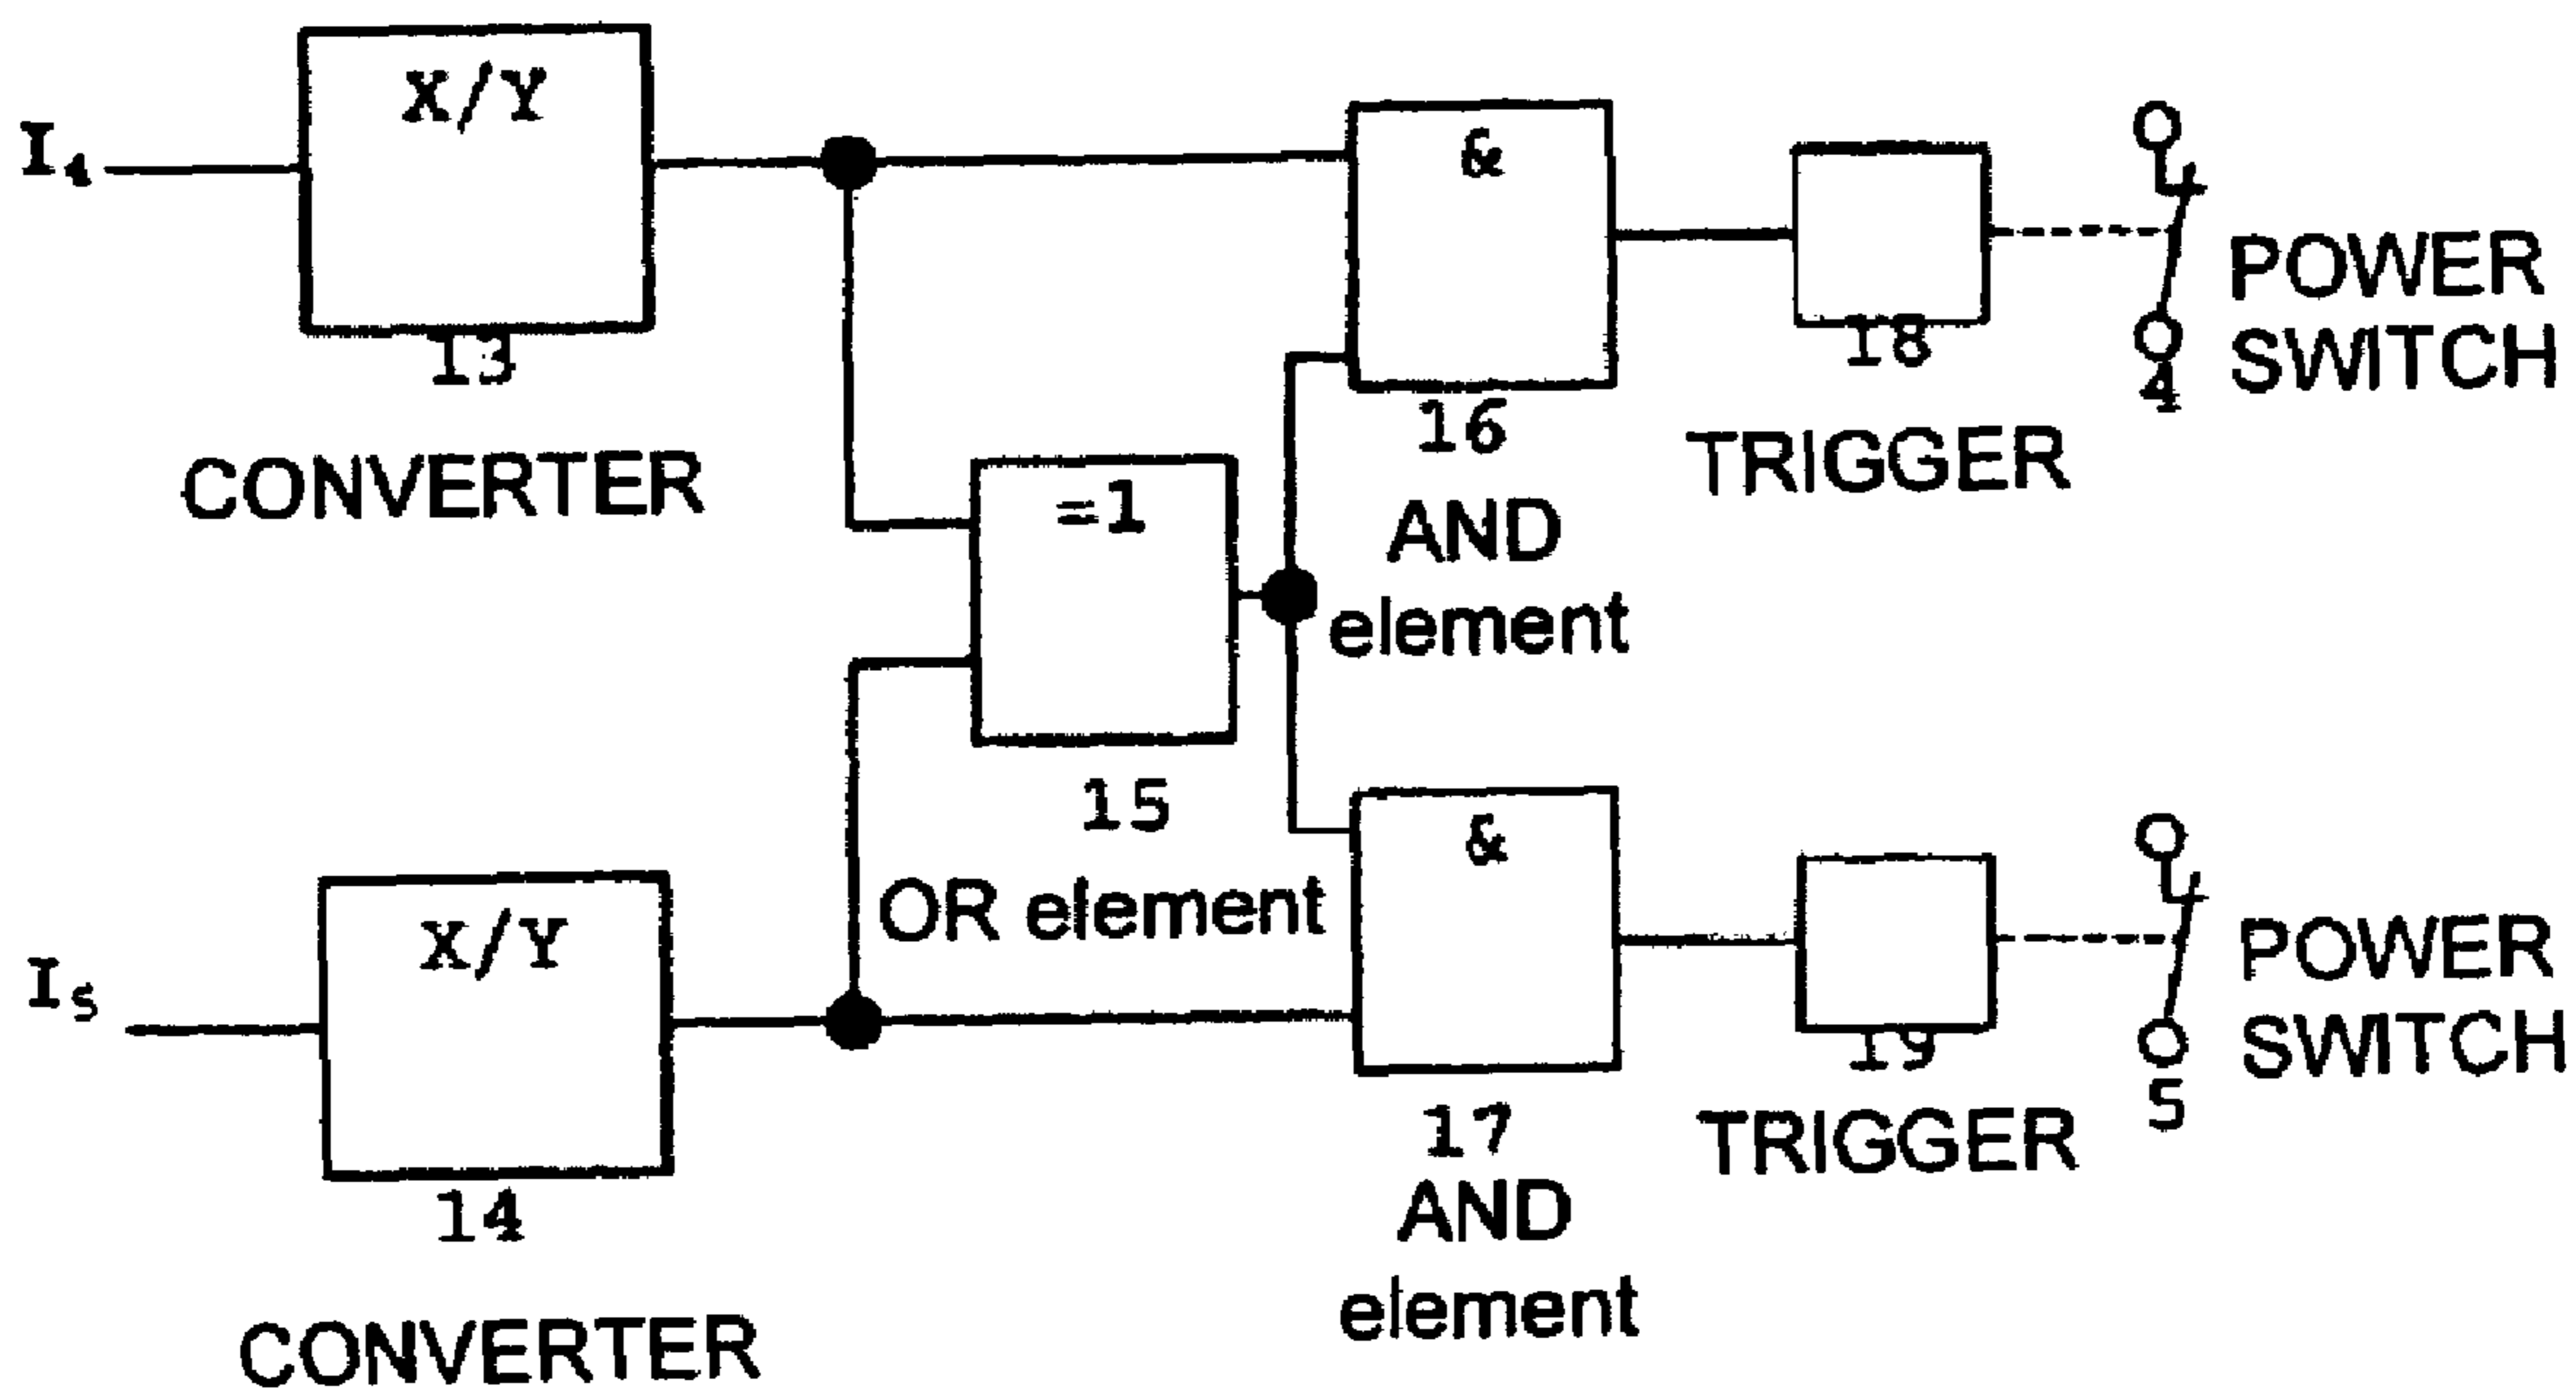 I4
X/Y
13
CONVERTER
&
16
AND
element
18
TRIGGER
4
POWER
SWITCH
=1
15
OR element
I5
X/Y
14
CONVERTER
&
17
AND
element
19
TRIGGER
5
POWER
SWITCH